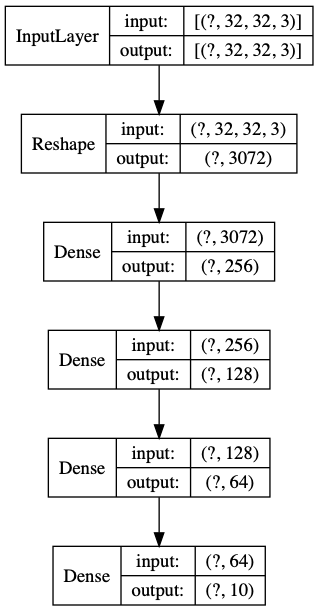 InputLayer input: [(?, 32, 32, 3)]
output: [(?, 32, 32, 3)]
Reshape input: (?, 32, 32, 3)
output: (?, 3072)
Dense input: (?, 3072)
output: (?, 256)
Dense input: (?, 256)
output: (?, 128)
Dense input: (?, 128)
output: (?, 64)
Dense input: (?, 64)
output: (?, 10)